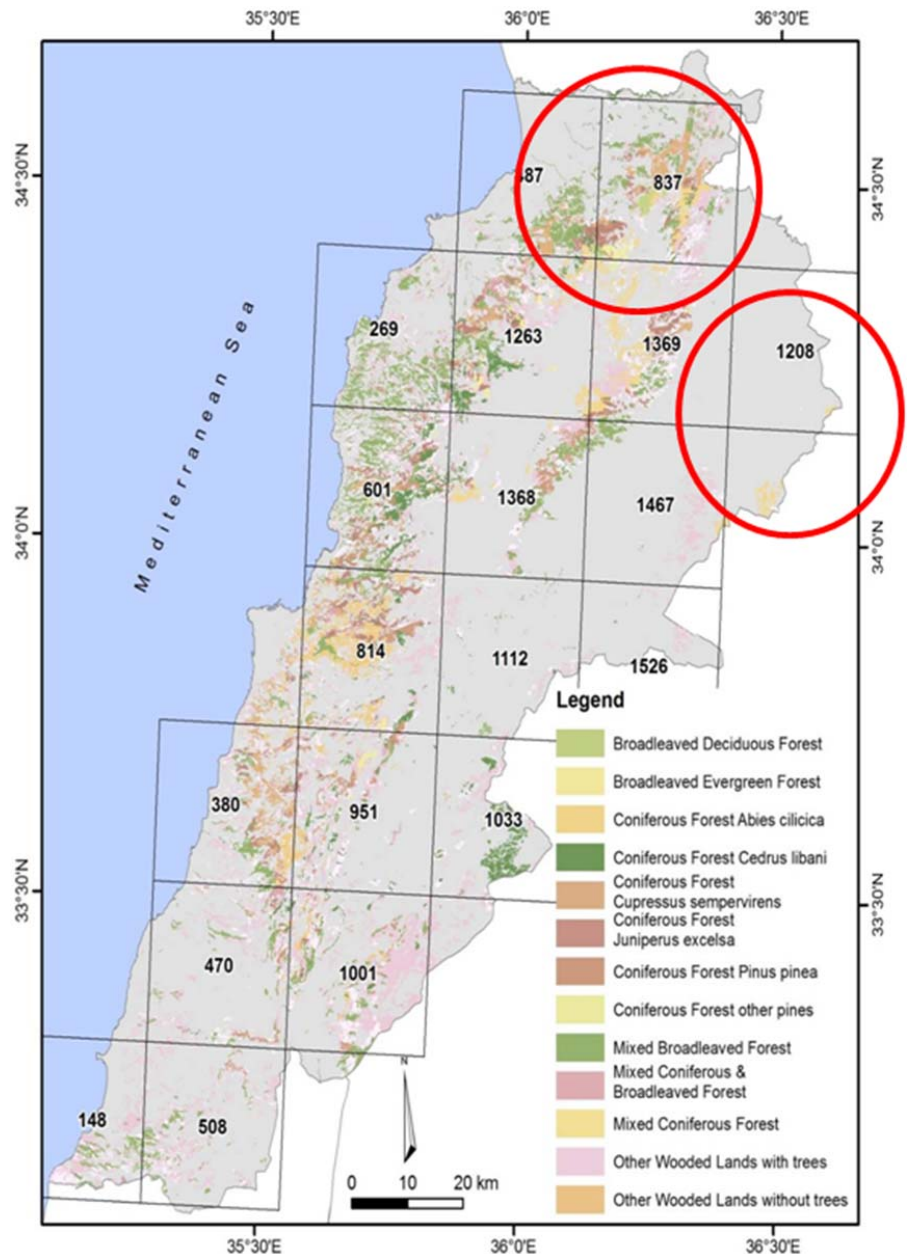 35°30'E
36°0'E
36°30'E
34°30'N
34°30'N
487
837
Mediterranean Sea
269
1263
1369
1208
601
1368
1467
34°0'N
34°0'N
814
1112
1526
Legend
Broadleaved Deciduous Forest
Broadleaved Evergreen Forest
Coniferous Forest Abies cilicica
Coniferous Forest Cedrus libani
Coniferous Forest
Cupressus sempervirens
Coniferous Forest
Juniperus excelsa
Coniferous Forest Pinus pinea
Coniferous Forest other pines
Mixed Broadleaved Forest
Mixed Coniferous &
Broadleaved Forest
Mixed Coniferous Forest
Other Wooded Lands with trees
Other Wooded Lands without trees
380
951
1033
33°30'N
33°30'N
470
1001
148
508
N
0 10 20 km
35°30'E
36°0'E
36°30'E